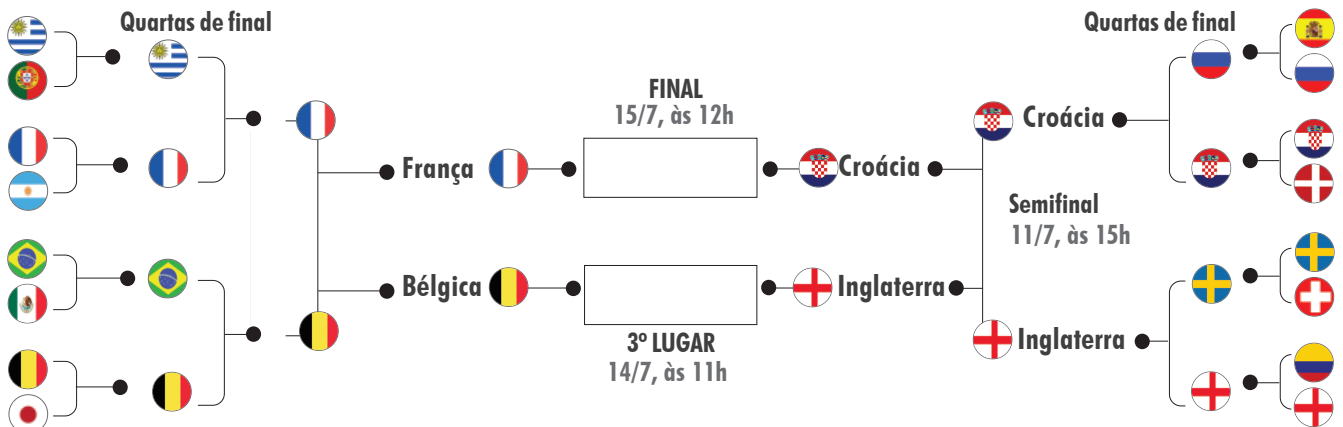 Quartas de final
Quartas de final
FINAL
15/7, às 12h
Croácia
França
Croácia
Semifinal
11/7, às 15h
Bélgica
Inglaterra
3º LUGAR
14/7, às 11h
Inglaterra